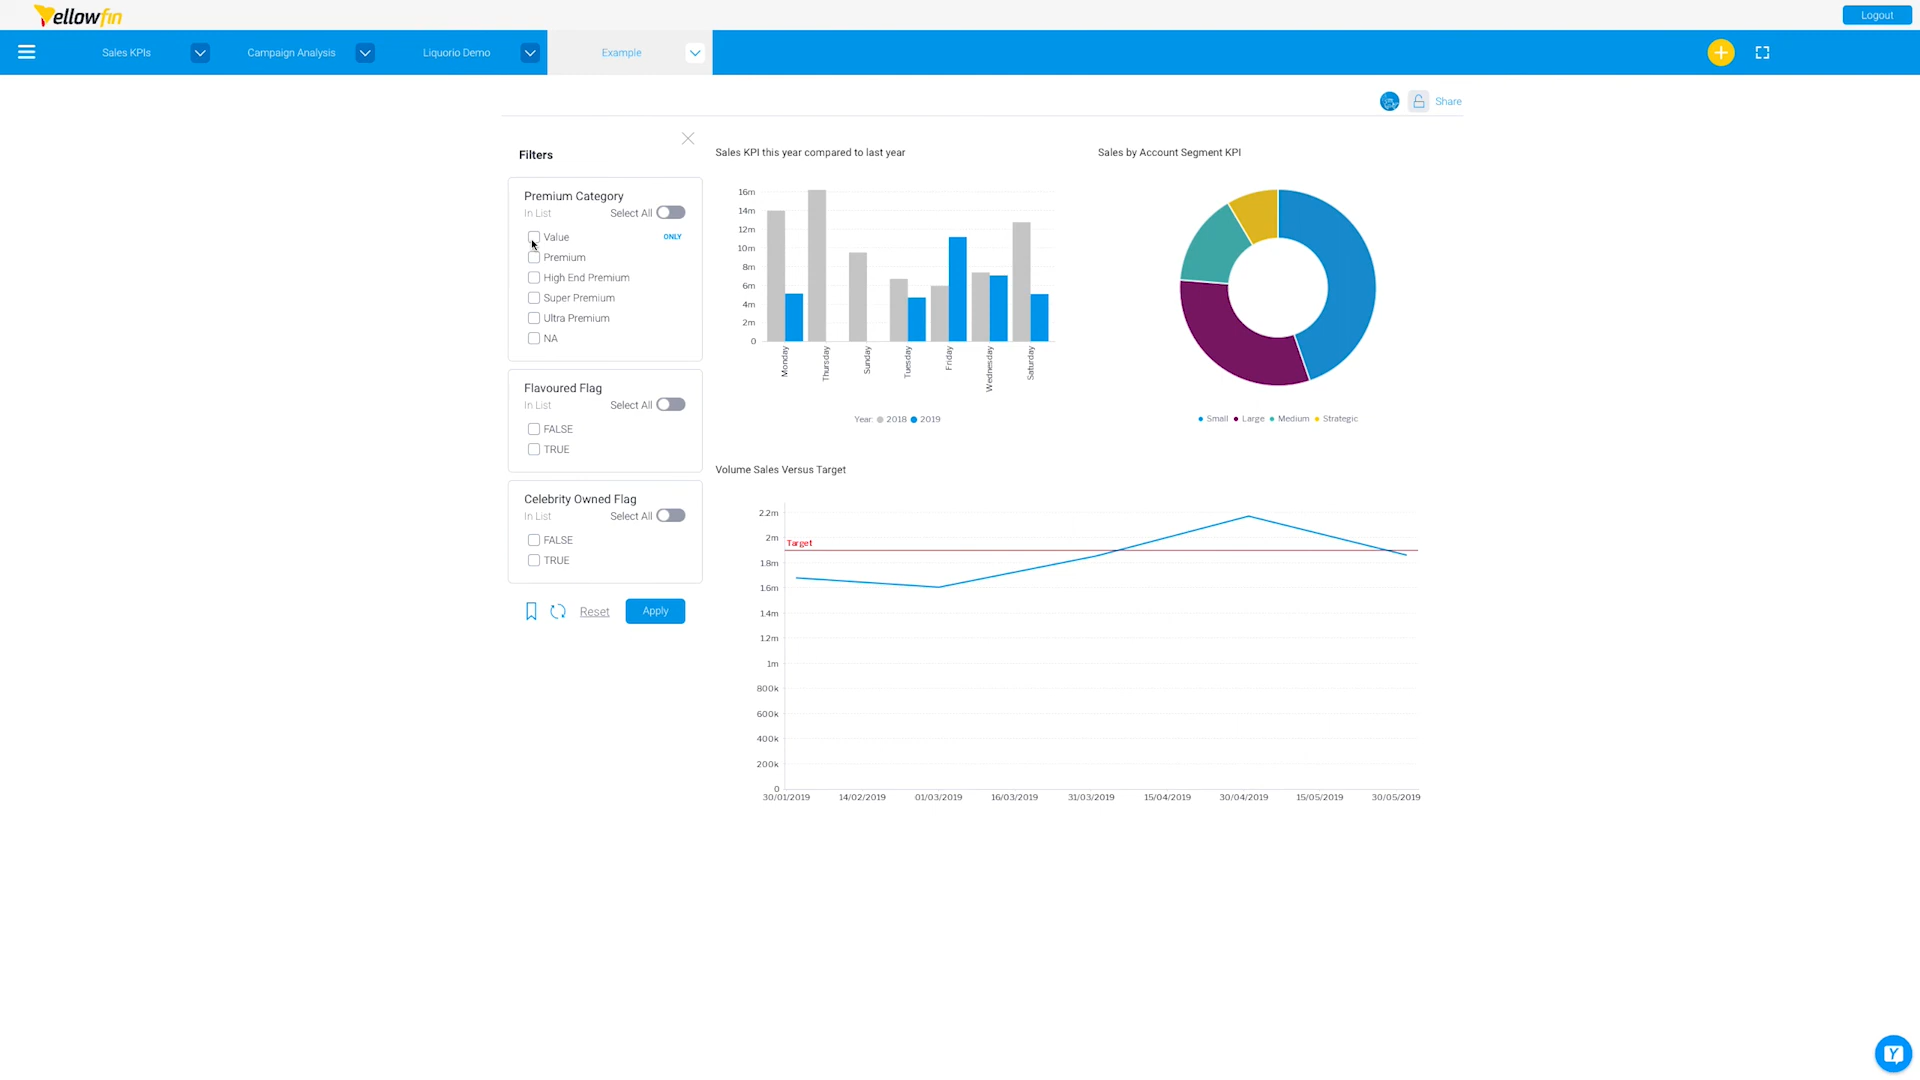 Yellowfin
Logout
Sales KPIs
Campaign Analysis
Liquorio Demo
Example
Share
Filters
Premium Category
In List
Select All
Value
ONLY
Premium
High End Premium
Super Premium
Ultra Premium
NA
Flavoured Flag
In List
Select All
FALSE
TRUE
Celebrity Owned Flag
In List
Select All
FALSE
TRUE
Reset
Apply
Sales KPI this year compared to last year
16m
14m
12m
10m
8m
6m
4m
2m
0
Monday
Thursday
Sunday
Tuesday
Friday
Wednesday
Saturday
Year: 2018 2019
Sales by Account Segment KPI
Small Large Medium Strategic
Volume Sales Versus Target
2.2m
2m
Target
1.8m
1.6m
1.4m
1.2m
1m
800k
600k
400k
200k
0
30/01/2019 14/02/2019 01/03/2019 16/03/2019 31/03/2019 15/04/2019 30/04/2019 15/05/2019 30/05/2019
Y